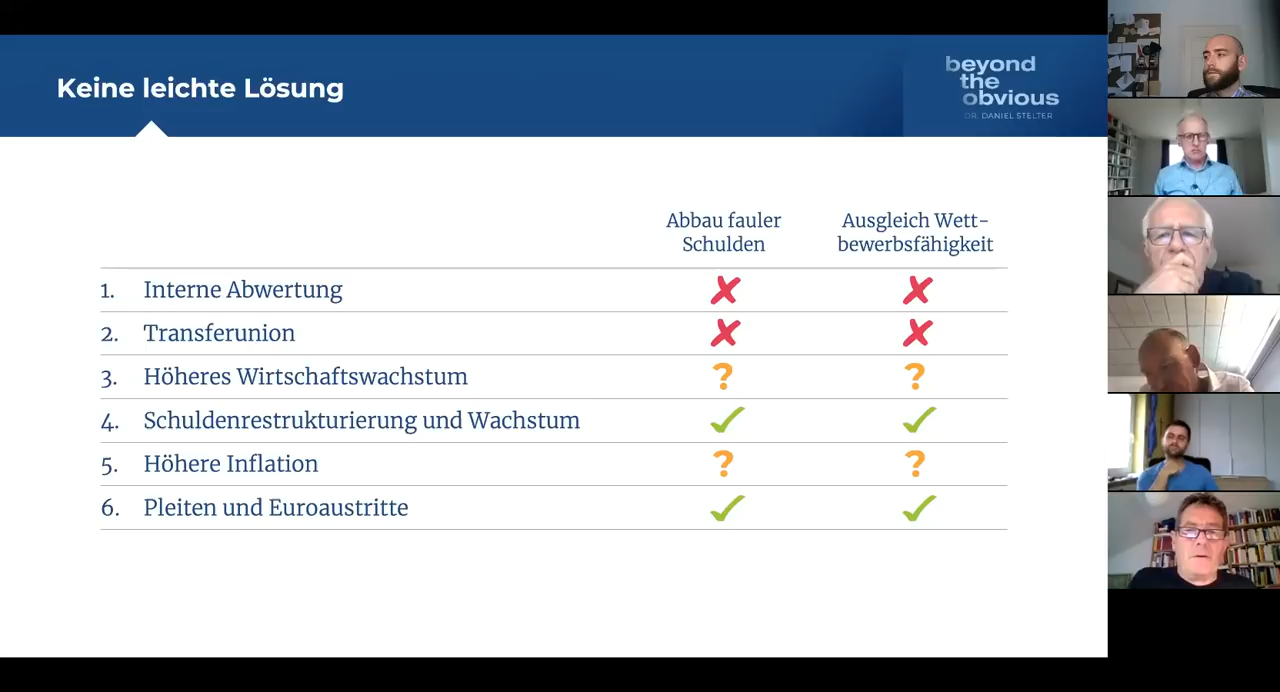 Keine leichte Lösung
beyond
the
obvious
DR. DANIEL STELTER
Abbau fauler
Schulden
Ausgleich Wett-
bewerbsfähigkeit
1. Interne Abwertung
2. Transferunion
3. Höheres Wirtschaftswachstum
4. Schuldenrestrukturierung und Wachstum
5. Höhere Inflation
6. Pleiten und Euroaustritte